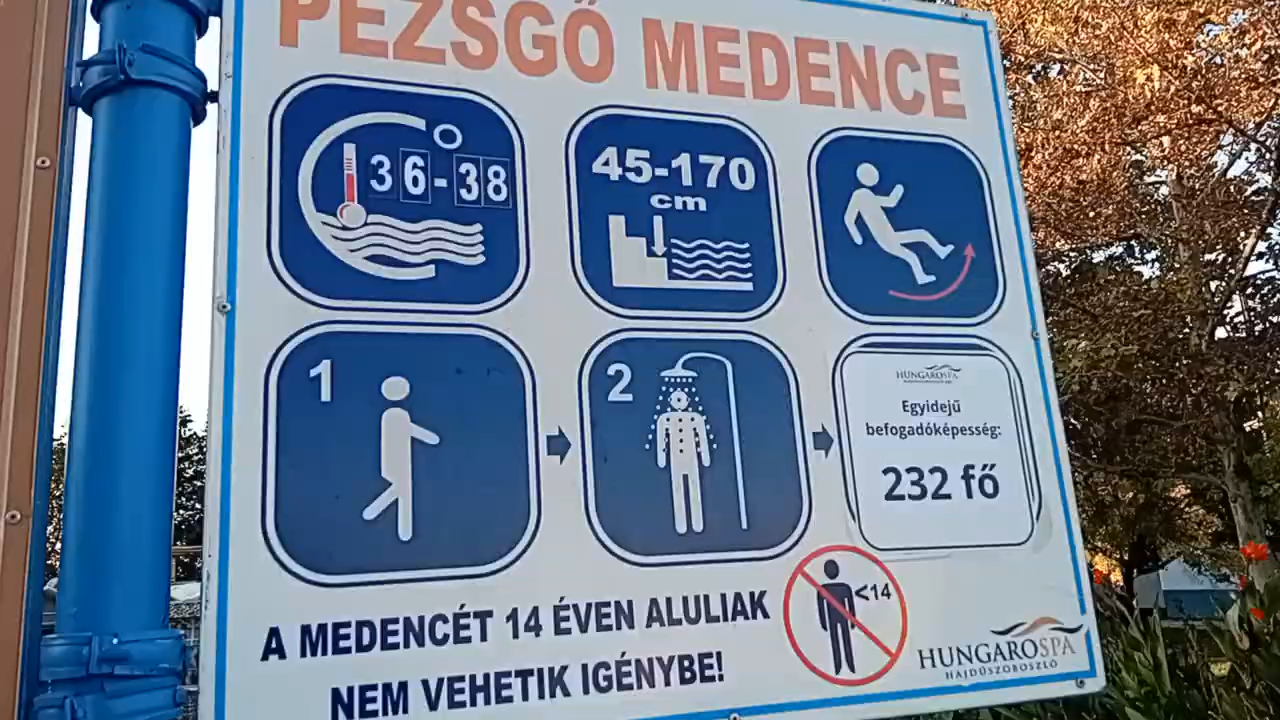 PEZSGŐ MEDENCE
36-38
45-170
cm
1
2
HUNGAROSPA
Egyidejű
befogadóképesség:
232 fő
A MEDENCÉT 14 ÉVEN ALULIAK
<14
NEM VEHETIK IGÉNYBE!
HUNGAROSPA
HAJDÚSZOBOSZLÓ